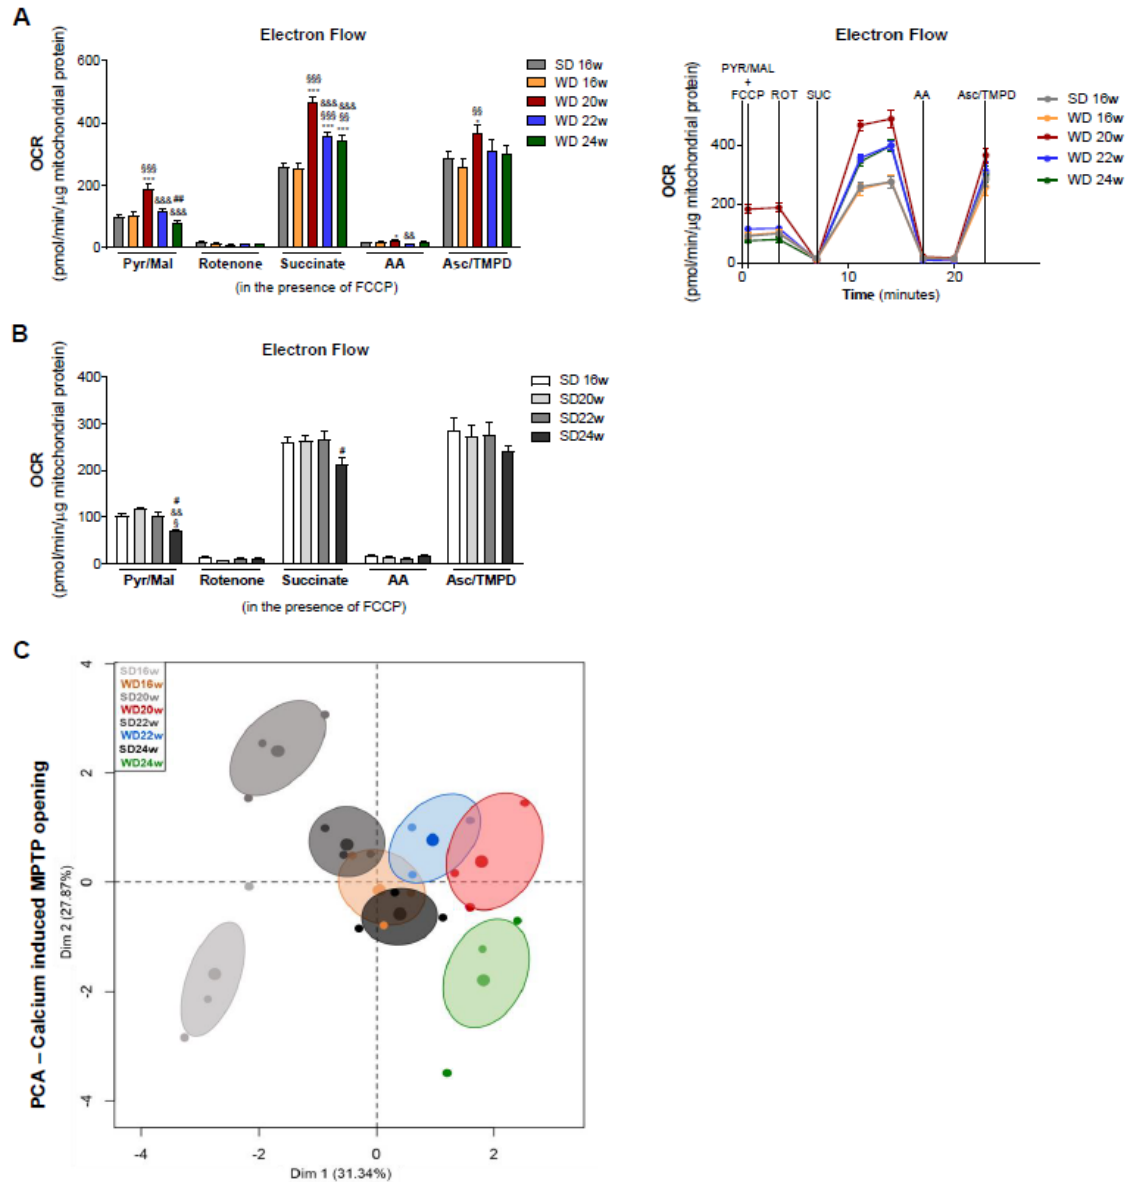 A
Electron Flow
OCR
(pmol/min/µg mitochondrial protein)
600
400
200
0
§§§
***
&&& ##
&&&
§§§
***
&&& &&&
§§§ §§
*** ***
*
&&
§§
*
Pyr/Mal Rotenone Succinate AA Asc/TMPD
(in the presence of FCCP)
SD 16w
WD 16w
WD 20w
WD 22w
WD 24w
Electron Flow
PYR/MAL
+
FCCP ROT SUC AA Asc/TMPD
OCR
(pmol/min/µg mitochondrial protein)
400
200
0
0 10 20
Time (minutes)
SD 16w
WD 16w
WD 20w
WD 22w
WD 24w
B
Electron Flow
OCR
(pmol/min/µg mitochondrial protein)
400
300
200
100
0
#
&&
§
#
Pyr/Mal Rotenone Succinate AA Asc/TMPD
(in the presence of FCCP)
SD 16w
SD20w
SD22w
SD24w
C
PCA – Calcium induced MPTP opening
Dim 2 (27.87%)
4
2
0
-2
-4
SD16w
WD16w
SD20w
WD20w
SD22w
WD22w
SD24w
WD24w
-4 -2 0 2
Dim 1 (31.34%)